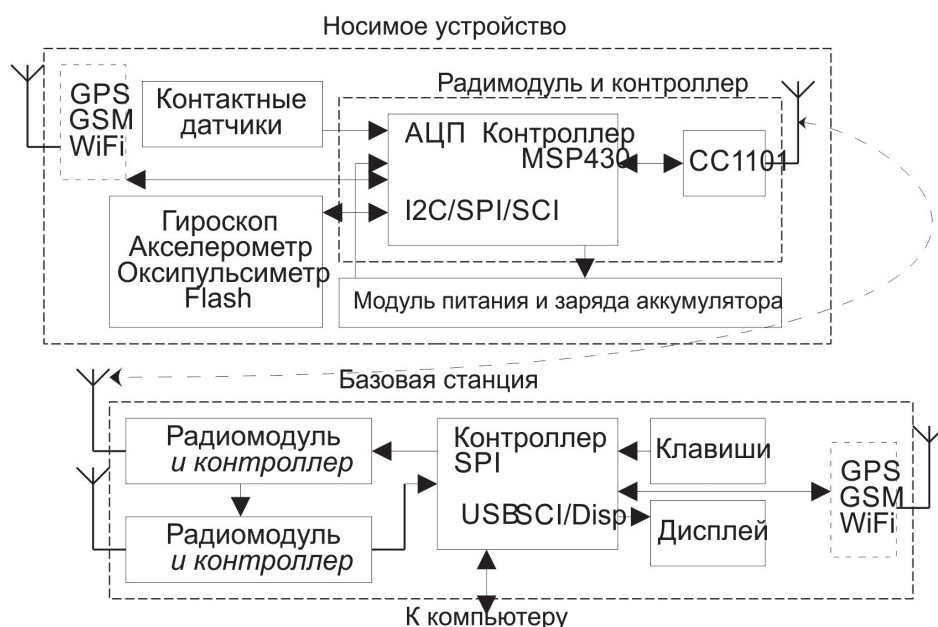 Носимое устройство
GPS
GSM
WiFi
Контактные
датчики
Радимодуль и контроллер
АЦП Контроллер
MSP430
I2C/SPI/SCI
CC1101
Гироскоп
Акселерометр
Оксипульсиметр
Flash
Модуль питания и заряда аккумулятора
Базовая станция
Радиомодуль
и контроллер
Радиомодуль
и контроллер
Контроллер
SPI
USB SCI/Disp
Клавиши
Дисплей
GPS
GSM
WiFi
К компьютеру